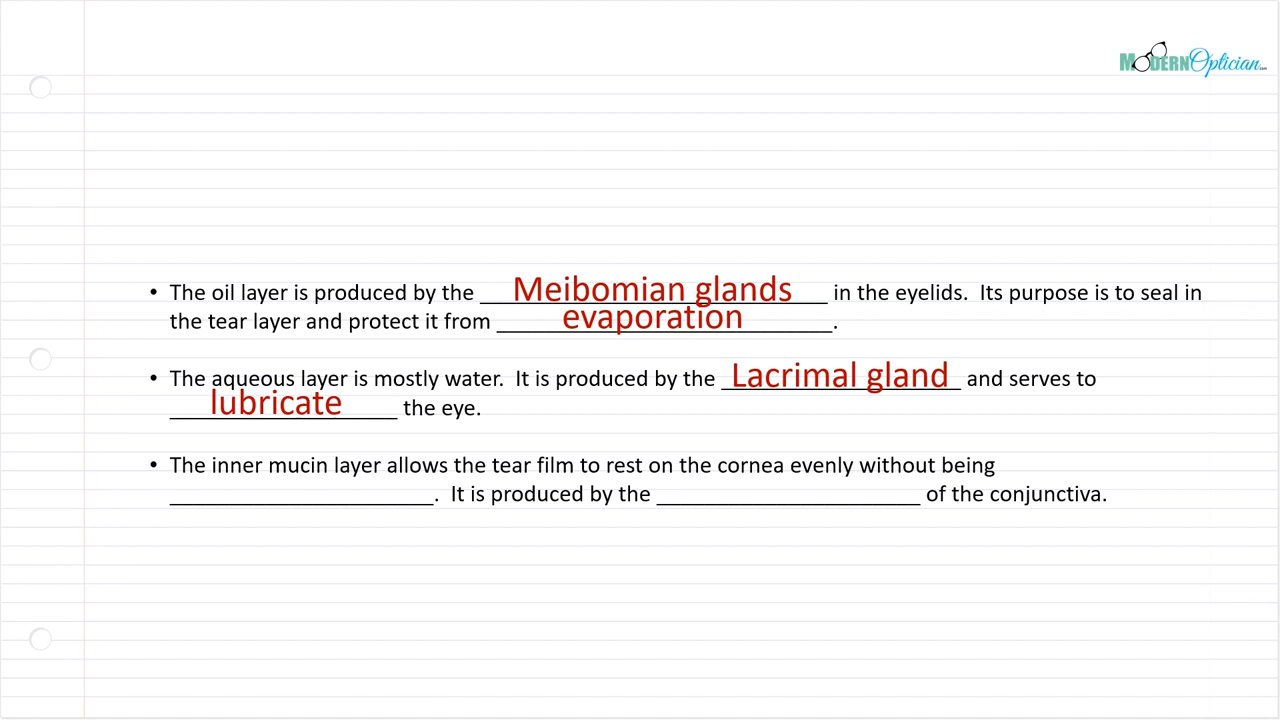 MODERNOptician.com
• The oil layer is produced by the Meibomian glands in the eyelids. Its purpose is to seal in
the tear layer and protect it from evaporation.
• The aqueous layer is mostly water. It is produced by the Lacrimal gland and serves to
lubricate the eye.
• The inner mucin layer allows the tear film to rest on the cornea evenly without being
______________________. It is produced by the ______________________ of the conjunctiva.